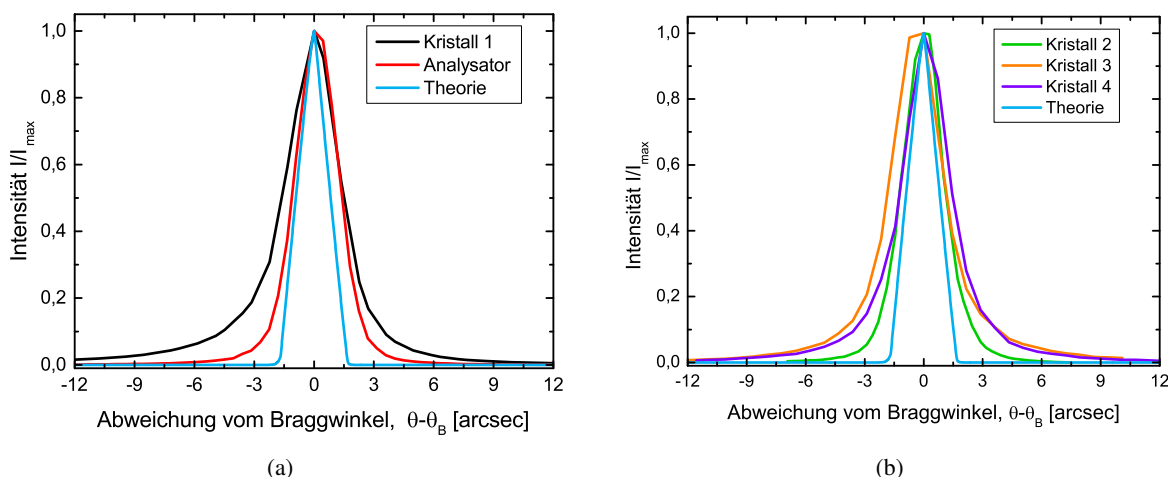 1,0
0,8
0,6
0,4
0,2
0,0
Intensität I/I_max
Kristall 1
Analysator
Theorie
-12 -9 -6 -3 0 3 6 9 12
Abweichung vom Braggwinkel, θ-θ_B [arcsec]
(a)
1,0
0,8
0,6
0,4
0,2
0,0
Intensität I/I_max
Kristall 2
Kristall 3
Kristall 4
Theorie
-12 -9 -6 -3 0 3 6 9 12
Abweichung vom Braggwinkel, θ-θ_B [arcsec]
(b)